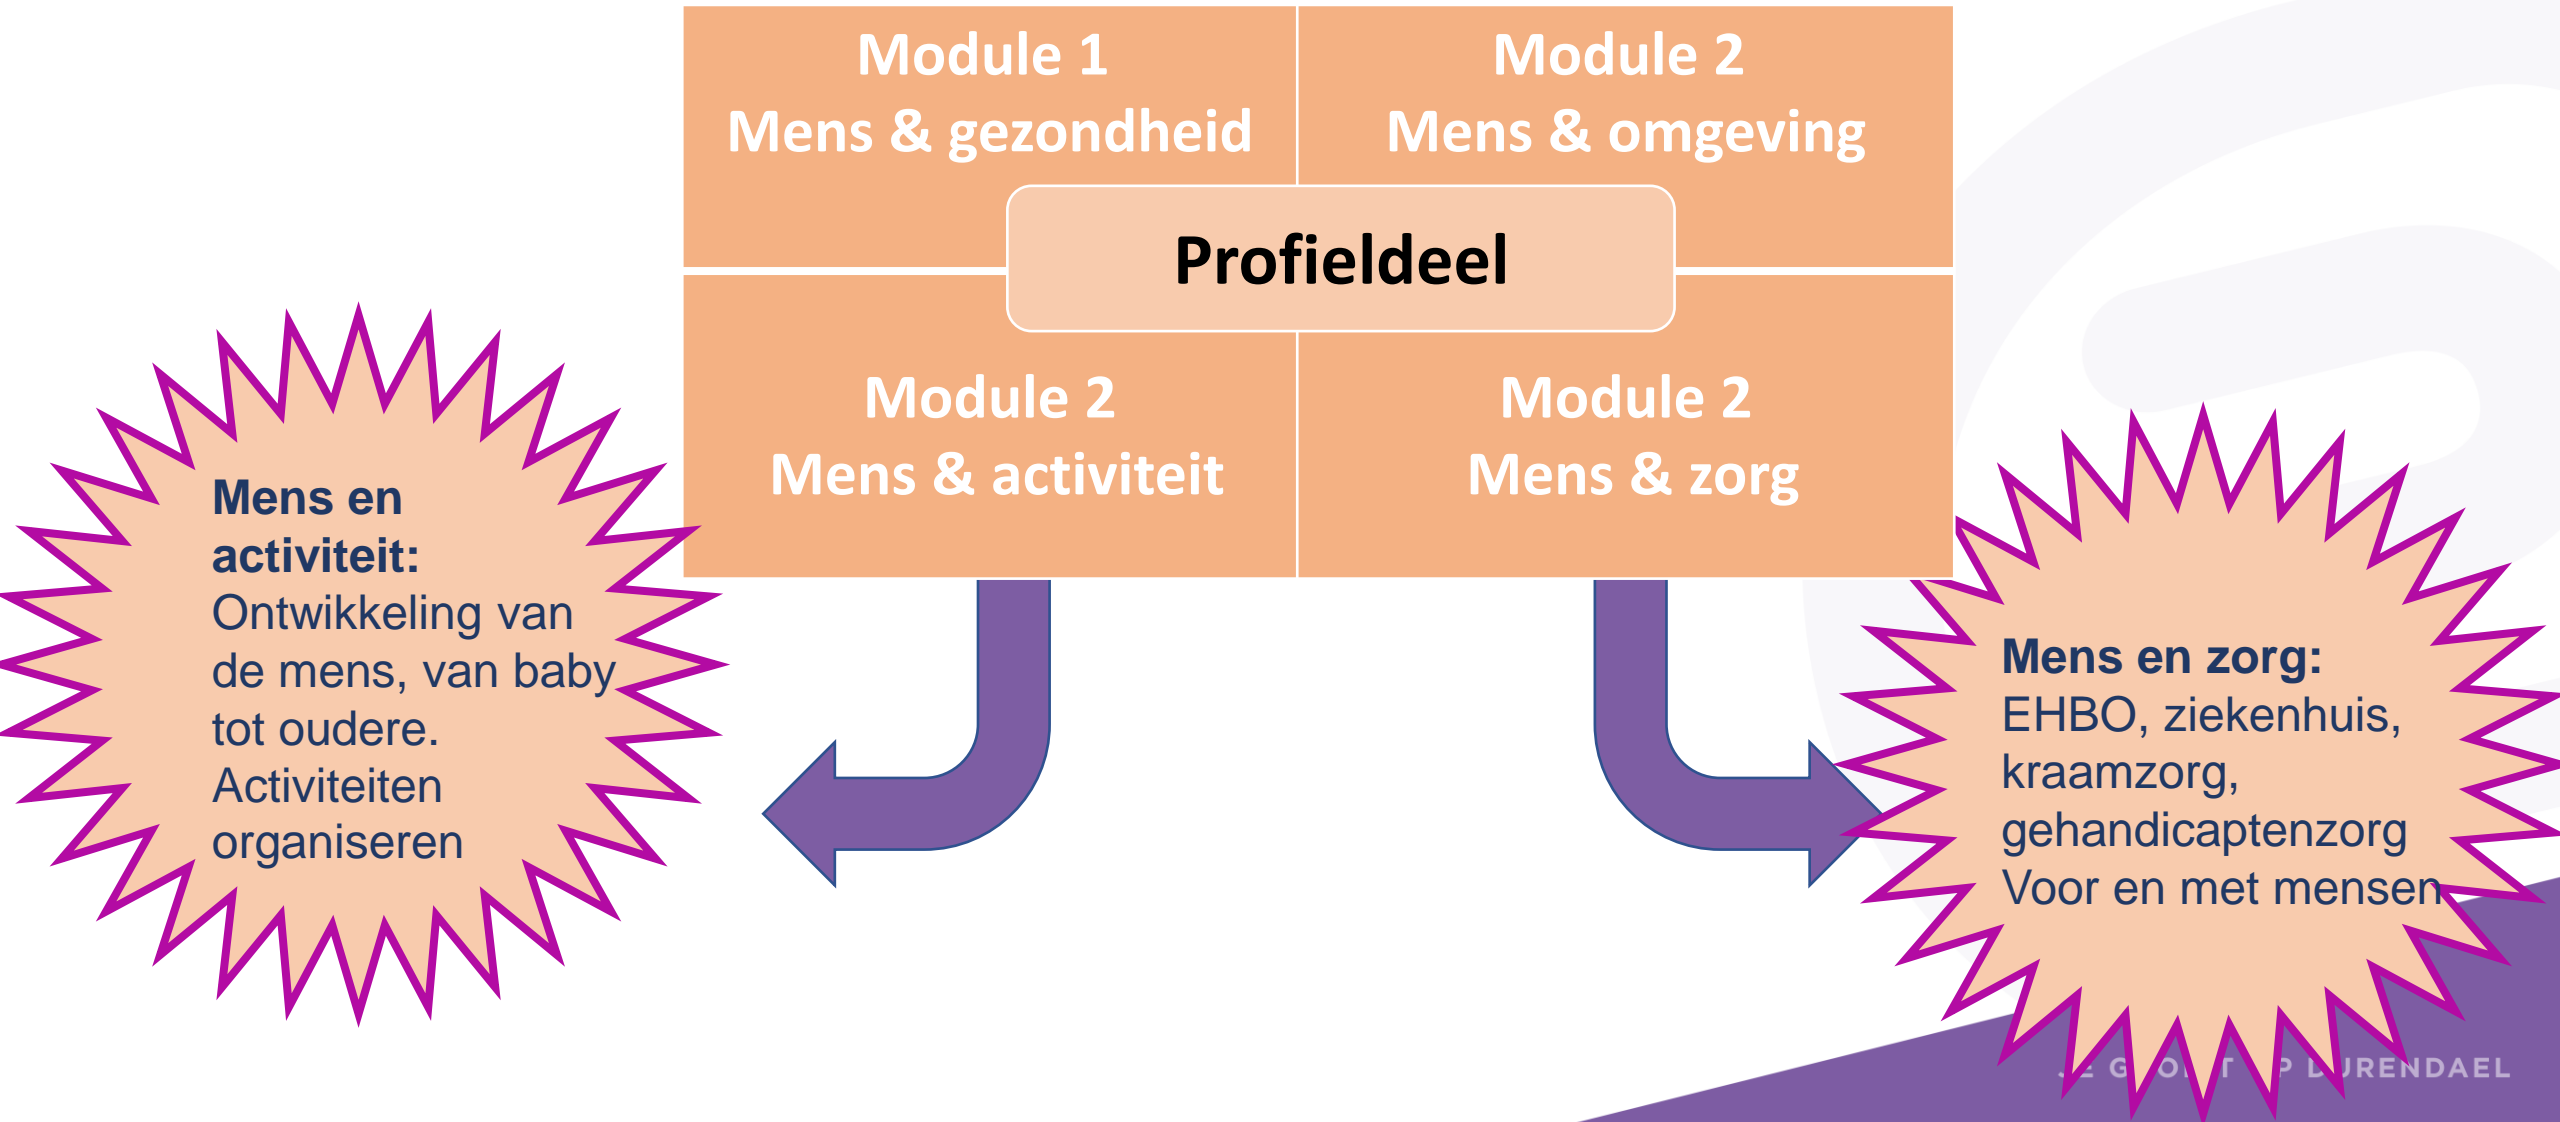 Module 1
Mens & gezondheid
Module 2
Mens & omgeving
Profieldeel
Module 2
Mens & activiteit
Module 2
Mens & zorg
Mens en
activiteit:
Ontwikkeling van
de mens, van baby
tot oudere.
Activiteiten
organiseren
Mens en zorg:
EHBO, ziekenhuis,
kraamzorg,
gehandicaptenzorg
Voor en met mensen
JE DURENDAEL